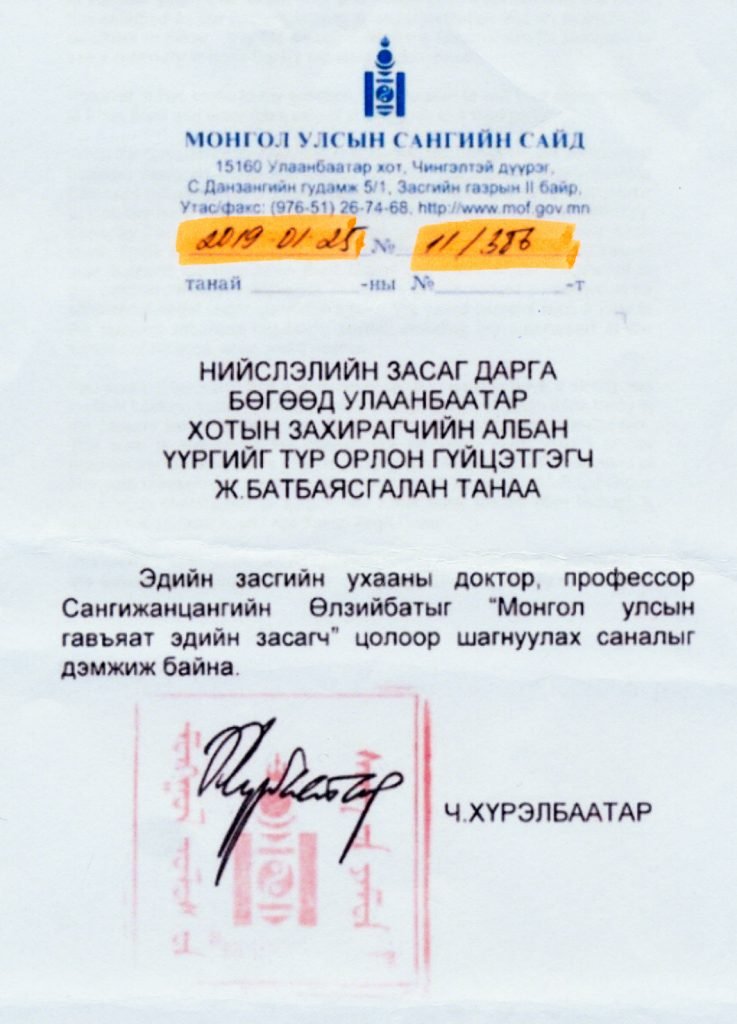 МОНГОЛ УЛСЫН САНГИЙН САЙД
15160 Улаанбаатар хот, Чингэлтэй дүүрэг,
С.Данзангийн гудамж 5/1, Засгийн газрын II байр,
Утас/факс: (976-51) 26-74-68, http://www.mof.gov.mn
2019-01-25 № 11/386
танай ________-ны №________-т
НИЙСЛЭЛИЙН ЗАСАГ ДАРГА
БӨГӨӨД УЛААНБААТАР
ХОТЫН ЗАХИРАГЧИЙН АЛБАН
ҮҮРГИЙГ ТҮР ОРЛОН ГҮЙЦЭТГЭГЧ
Ж.БАТБАЯСГАЛАН ТАНАА
Эдийн засгийн ухааны доктор, профессор
Сангижанцангийн Өлзийбатыг “Монгол улсын
гавъяат эдийн засагч” цолоор шагнуулах саналыг
дэмжиж байна.
Ч.ХҮРЭЛБААТАР